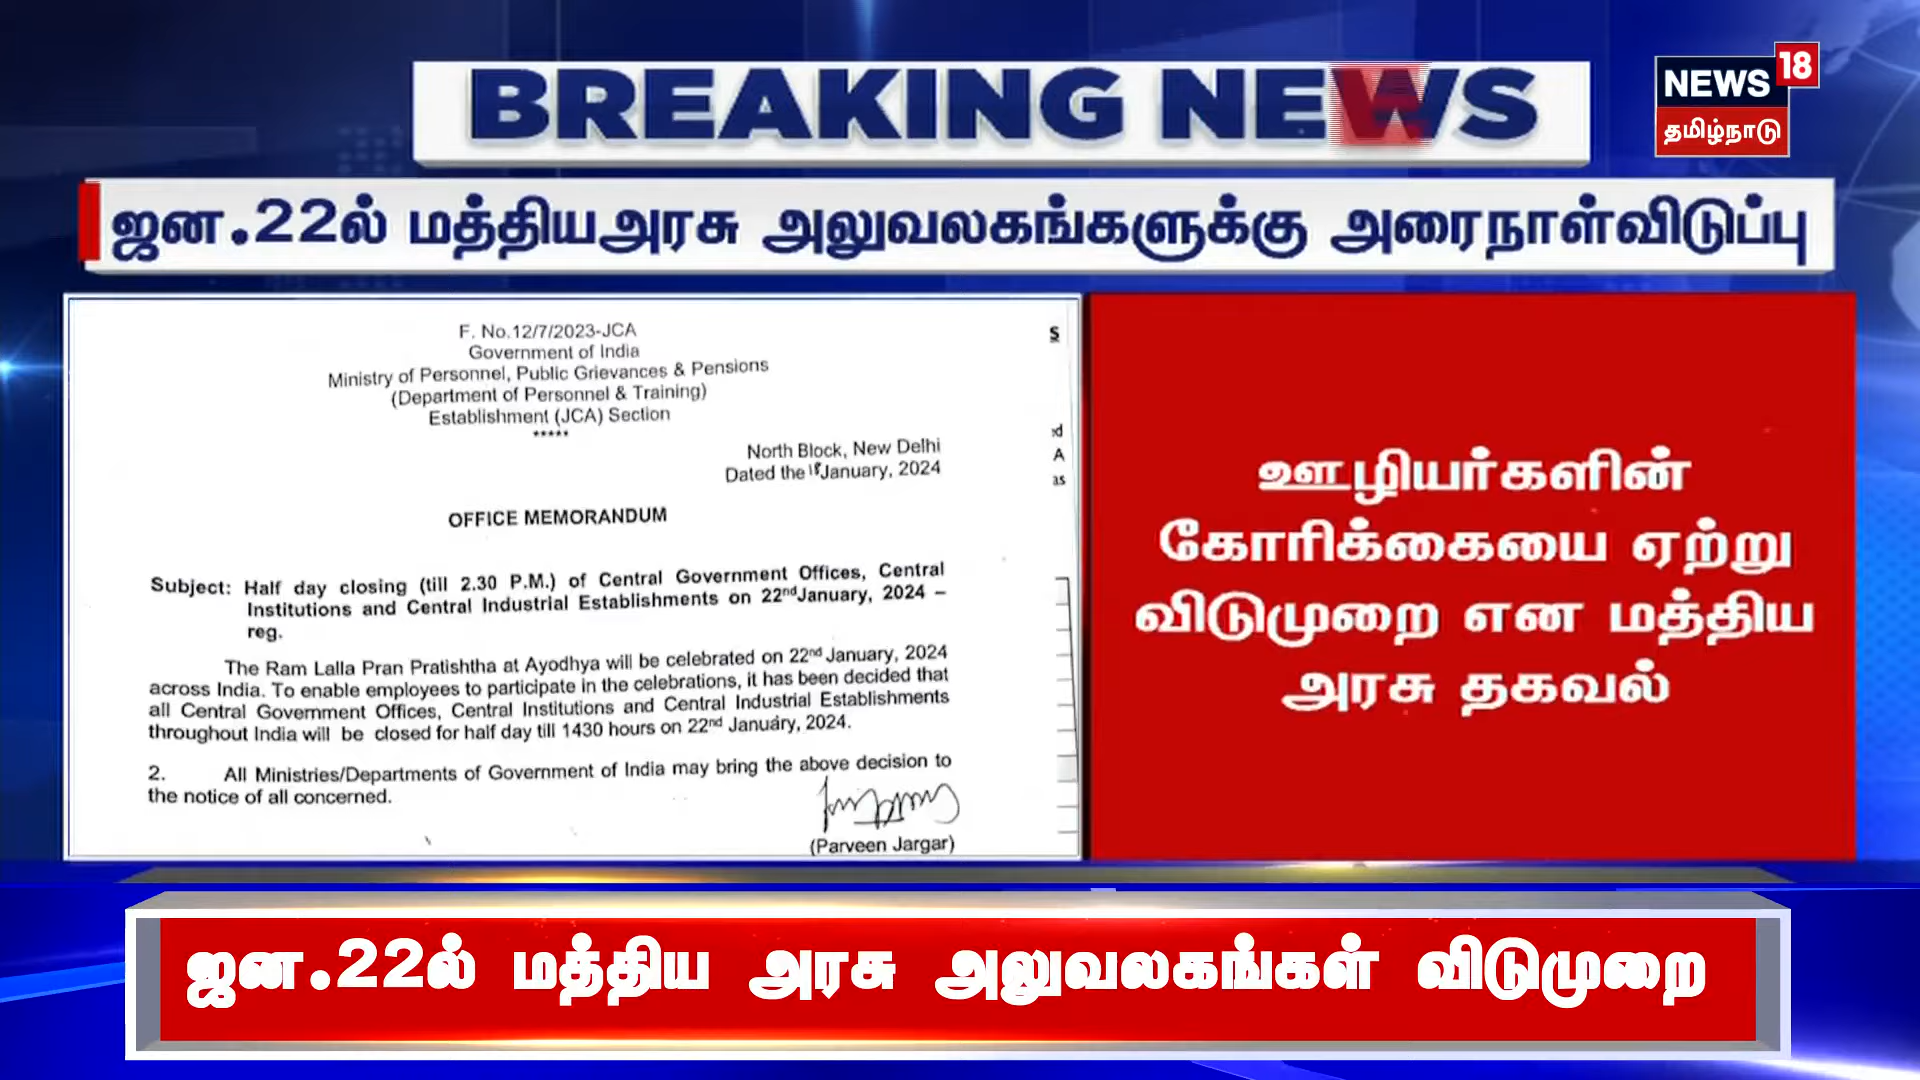 BREAKING NEWS
NEWS 18
தமிழ்நாடு
ஜன.22ல் மத்தியஅரசு அலுவலகங்களுக்கு அரைநாள்விடுப்பு
F. No.12/7/2023-JCA
Government of India
Ministry of Personnel, Public Grievances & Pensions
(Department of Personnel & Training)
Establishment (JCA) Section
*****
North Block, New Delhi
Dated the 18 January, 2024
OFFICE MEMORANDUM
Subject: Half day closing (till 2.30 P.M.) of Central Government Offices, Central
Institutions and Central Industrial Establishments on 22nd January, 2024 –
reg.
The Ram Lalla Pran Pratishtha at Ayodhya will be celebrated on 22nd January, 2024
across India. To enable employees to participate in the celebrations, it has been decided that
all Central Government Offices, Central Institutions and Central Industrial Establishments
throughout India will be closed for half day till 1430 hours on 22nd January, 2024.
2. All Ministries/Departments of Government of India may bring the above decision to
the notice of all concerned.
(Parveen Jargar)
ஊழியர்களின்
கோரிக்கையை ஏற்று
விடுமுறை என மத்திய
அரசு தகவல்
ஜன.22ல் மத்திய அரசு அலுவலகங்கள் விடுமுறை